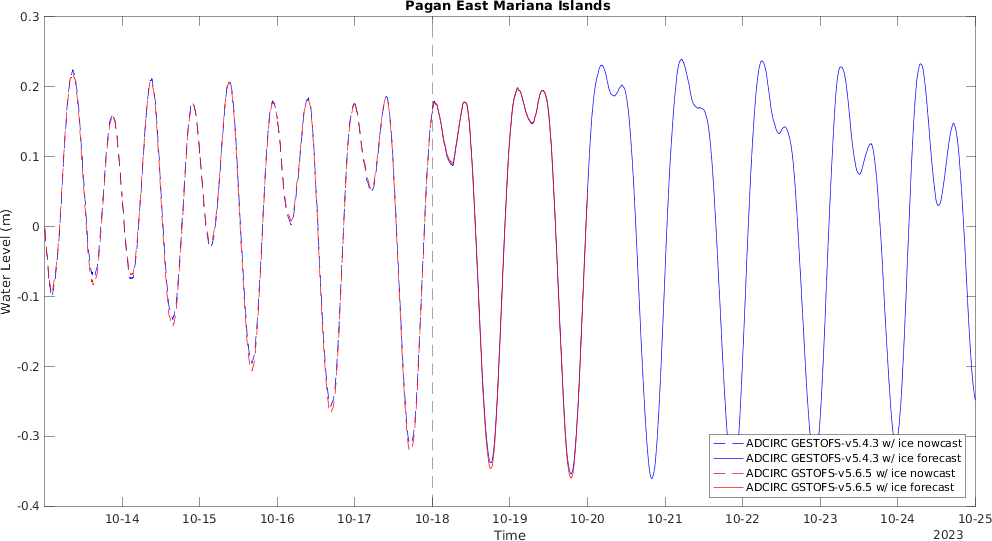 Pagan East Mariana Islands
0.3
0.2
0.1
0
-0.1
-0.2
-0.3
-0.4
Water Level (m)
ADCIRC GESTOFS-v5.4.3 w/ ice nowcast
ADCIRC GESTOFS-v5.4.3 w/ ice forecast
ADCIRC GSTOFS-v5.6.5 w/ ice nowcast
ADCIRC GSTOFS-v5.6.5 w/ ice forecast
10-14 10-15 10-16 10-17 10-18 10-19 10-20 10-21 10-22 10-23 10-24 10-25
Time
2023